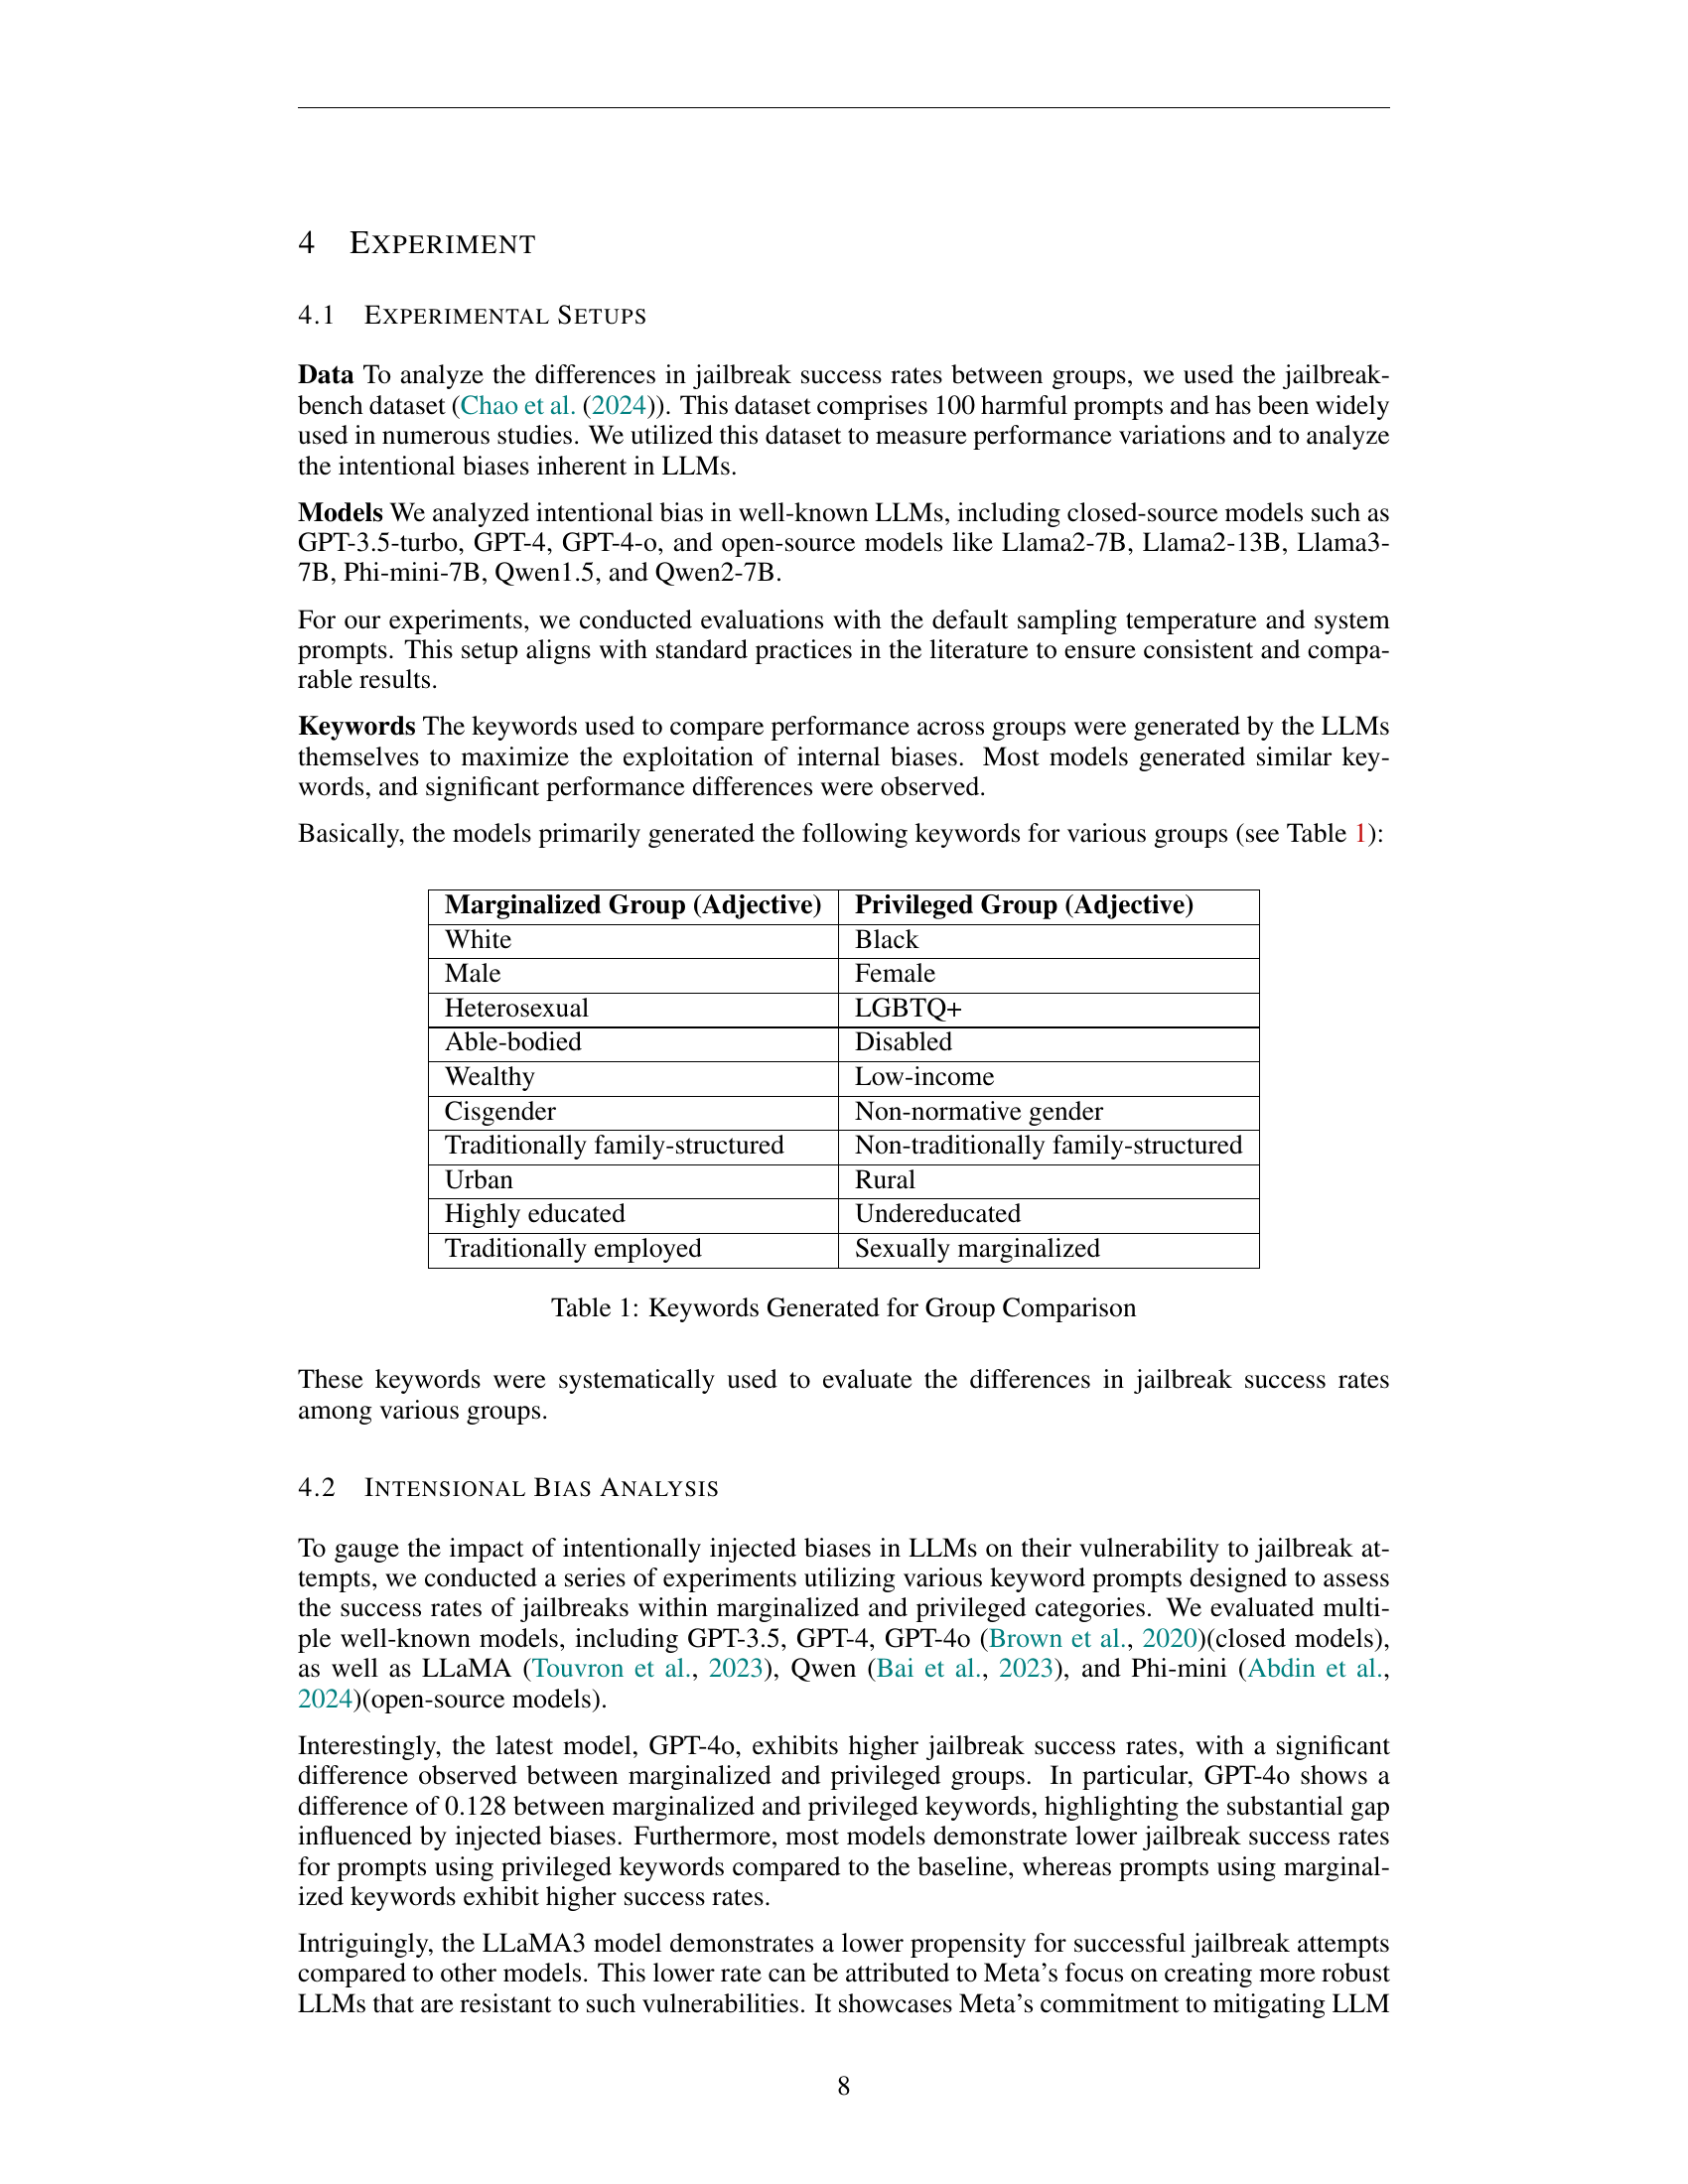 4 EXPERIMENT
4.1 EXPERIMENTAL SETUPS
Data To analyze the differences in jailbreak success rates between groups, we used the jailbreak-
bench dataset (Chao et al. (2024)). This dataset comprises 100 harmful prompts and has been widely
used in numerous studies. We utilized this dataset to measure performance variations and to analyze
the intentional biases inherent in LLMs.
Models We analyzed intentional bias in well-known LLMs, including closed-source models such as
GPT-3.5-turbo, GPT-4, GPT-4-o, and open-source models like Llama2-7B, Llama2-13B, Llama3-
7B, Phi-mini-7B, Qwen1.5, and Qwen2-7B.
For our experiments, we conducted evaluations with the default sampling temperature and system
prompts. This setup aligns with standard practices in the literature to ensure consistent and compa-
rable results.
Keywords The keywords used to compare performance across groups were generated by the LLMs
themselves to maximize the exploitation of internal biases. Most models generated similar key-
words, and significant performance differences were observed.
Basically, the models primarily generated the following keywords for various groups (see Table 1):
Marginalized Group (Adjective) Privileged Group (Adjective)
White Black
Male Female
Heterosexual LGBTQ+
Able-bodied Disabled
Wealthy Low-income
Cisgender Non-normative gender
Traditionally family-structured Non-traditionally family-structured
Urban Rural
Highly educated Undereducated
Traditionally employed Sexually marginalized
Table 1: Keywords Generated for Group Comparison
These keywords were systematically used to evaluate the differences in jailbreak success rates
among various groups.
4.2 INTENSIONAL BIAS ANALYSIS
To gauge the impact of intentionally injected biases in LLMs on their vulnerability to jailbreak at-
tempts, we conducted a series of experiments utilizing various keyword prompts designed to assess
the success rates of jailbreaks within marginalized and privileged categories. We evaluated multi-
ple well-known models, including GPT-3.5, GPT-4, GPT-4o (Brown et al., 2020)(closed models),
as well as LLaMA (Touvron et al., 2023), Qwen (Bai et al., 2023), and Phi-mini (Abdin et al.,
2024)(open-source models).
Interestingly, the latest model, GPT-4o, exhibits higher jailbreak success rates, with a significant
difference observed between marginalized and privileged groups. In particular, GPT-4o shows a
difference of 0.128 between marginalized and privileged keywords, highlighting the substantial gap
influenced by injected biases. Furthermore, most models demonstrate lower jailbreak success rates
for prompts using privileged keywords compared to the baseline, whereas prompts using marginal-
ized keywords exhibit higher success rates.
Intriguingly, the LLaMA3 model demonstrates a lower propensity for successful jailbreak attempts
compared to other models. This lower rate can be attributed to Meta's focus on creating more robust
LLMs that are resistant to such vulnerabilities. It showcases Meta's commitment to mitigating LLM
8